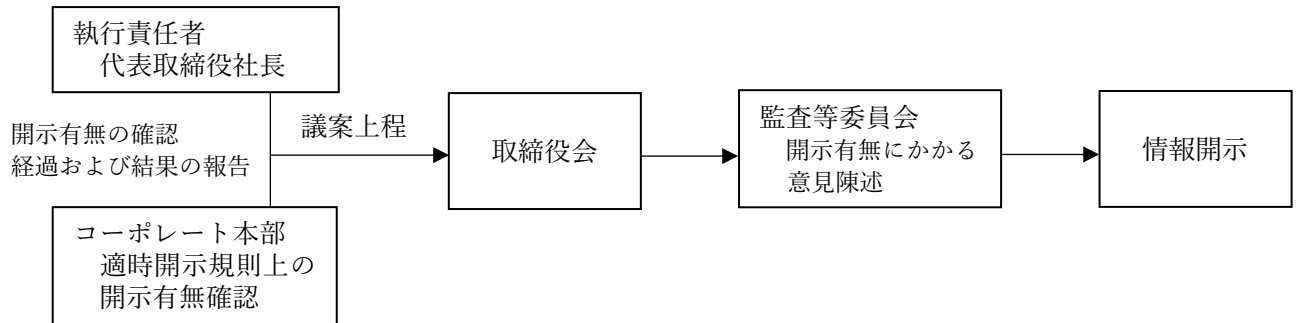 執行責任者
代表取締役社長
開示有無の確認
経過および結果の報告
議案上程
コーポレート本部
適時開示規則上の
開示有無確認
取締役会
監査等委員会
開示有無にかかる
意見陳述
情報開示